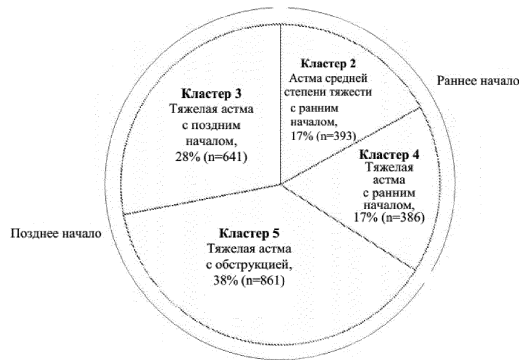 Кластер 2
Астма средней
степени тяжести
с ранним
началом,
17% (n=393)
Раннее начало
Кластер 3
Тяжелая астма
с поздним
началом,
28% (n=641)
Кластер 4
Тяжелая
астма
с ранним
началом,
17% (n=386)
Позднее начало
Кластер 5
Тяжелая астма
с обструкцией,
38% (n=861)